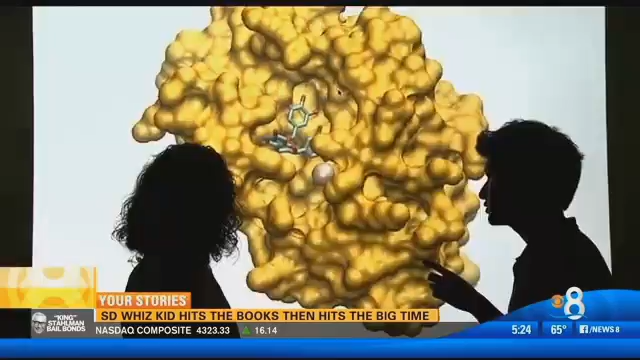 YOUR STORIES
SD WHIZ KID HITS THE BOOKS THEN HITS THE BIG TIME
"KING" STAHLMAN BAIL BONDS
NASDAQ COMPOSITE 4323.33 ▲ 16.14
8
5:24 65° f/NEWS 8